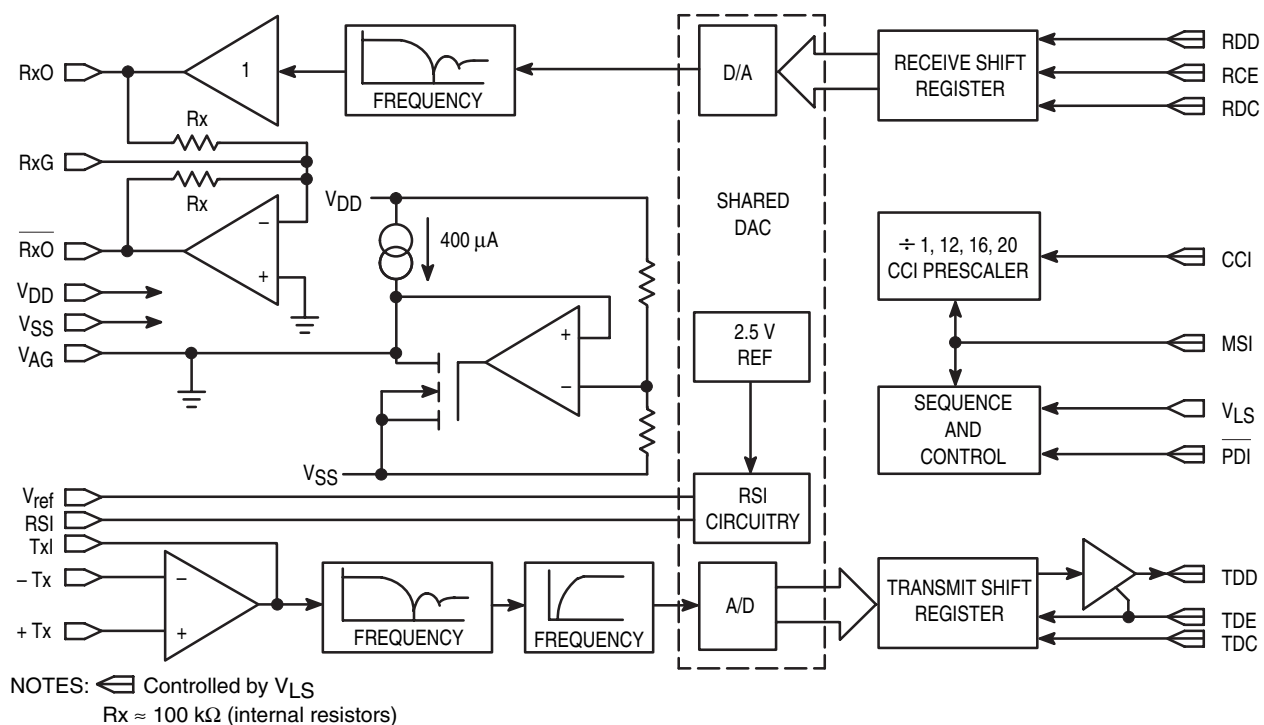 RxO
1
FREQUENCY
D/A
RECEIVE SHIFT
REGISTER
RDD
RCE
RDC
Rx
RxG
Rx
VDD
400 µA
SHARED
DAC
÷ 1, 12, 16, 20
CCI PRESCALER
CCI
RxO
−
+
VDD
VSS
VAG
+
−
2.5 V
REF
MSI
SEQUENCE
AND
CONTROL
VLS
PDI
VSS
Vref
RSI
TxI
RSI
CIRCUITRY
− Tx
+ Tx
−
+
FREQUENCY
FREQUENCY
A/D
TRANSMIT SHIFT
REGISTER
TDD
TDE
TDC
NOTES: Controlled by VLS
Rx ≈ 100 kΩ (internal resistors)